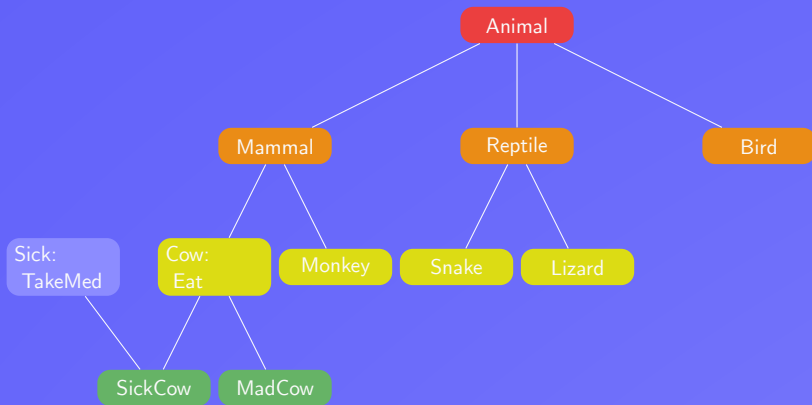 Animal
Mammal
Reptile
Bird
Sick:
TakeMed
Cow:
Eat
Monkey
Snake
Lizard
SickCow
MadCow